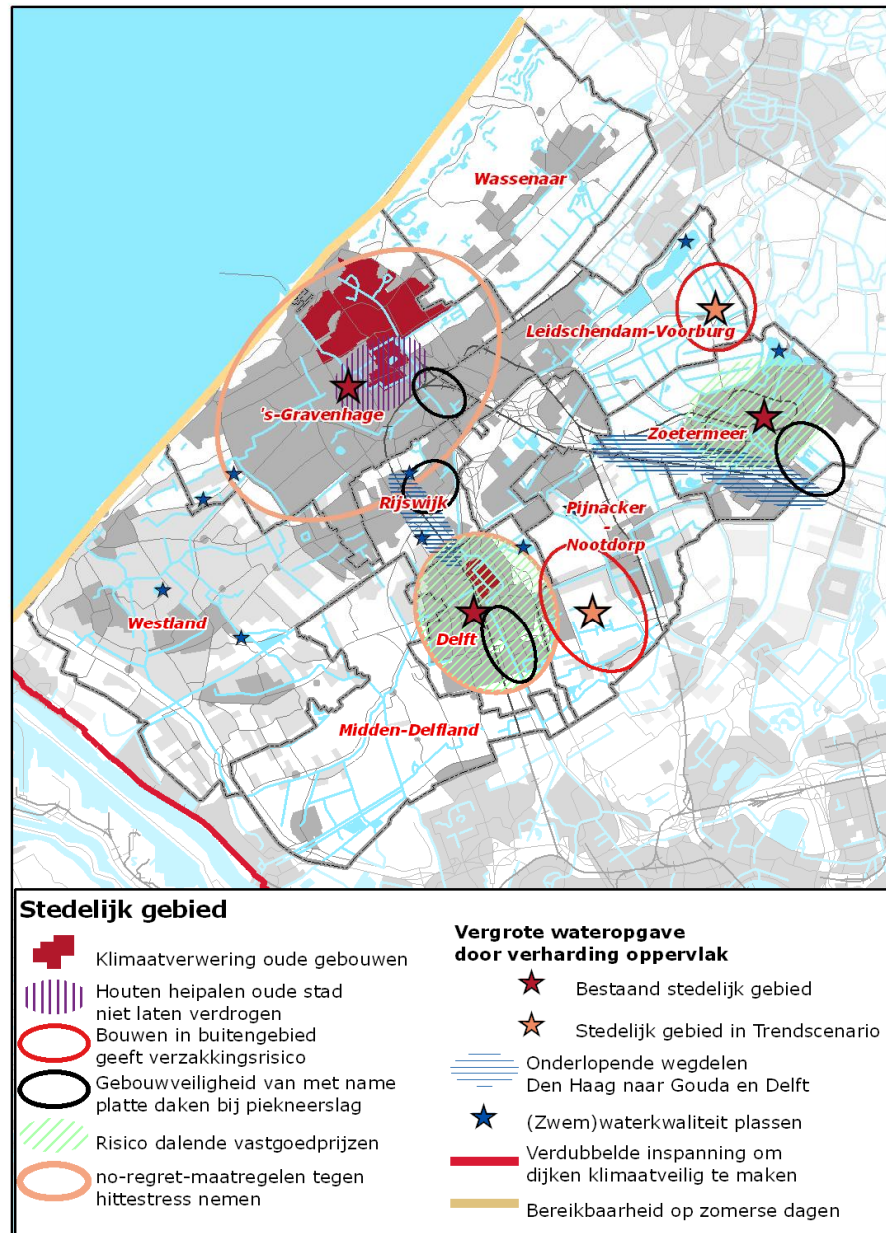 Wassenaar
Leidschendam-Voorburg
's-Gravenhage
Zoetermeer
Rijswijk
Pijnacker
-
Nootdorp
Westland
Delft
Midden-Delfland
Stedelijk gebied
Klimaatverwering oude gebouwen
Houten heipalen oude stad
niet laten verdrogen
Bouwen in buitengebied
geeft verzakkingsrisico
Gebouwveiligheid van met name
platte daken bij piekneerslag
Risico dalende vastgoedprijzen
no-regret-maatregelen tegen
hittestress nemen
Vergrote wateropgave
door verharding oppervlak
Bestaand stedelijk gebied
Stedelijk gebied in Trendscenario
Onderlopende wegdelen
Den Haag naar Gouda en Delft
(Zwem)waterkwaliteit plassen
Verdubbelde inspanning om
dijken klimaatveilig te maken
Bereikbaarheid op zomerse dagen